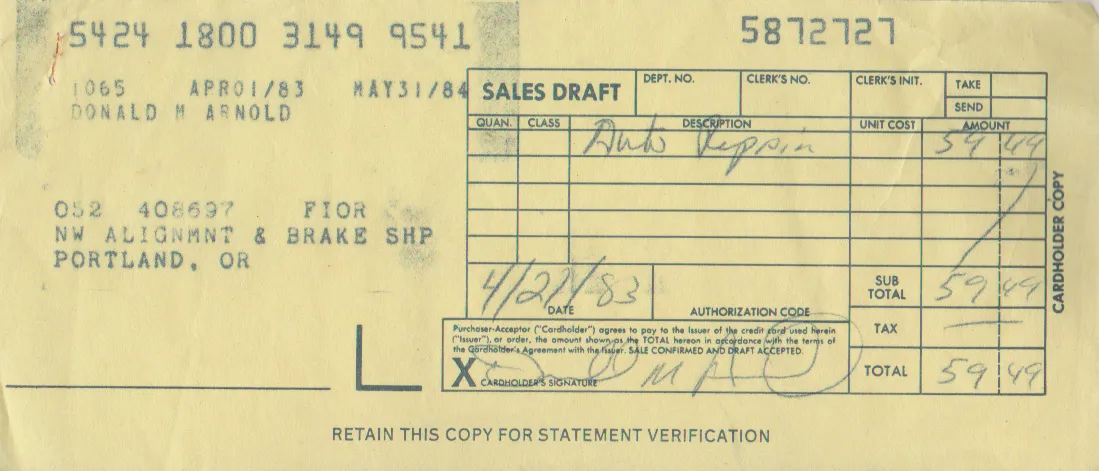 5424 1800 3149 9541
5872727
1065 APR01/83 MAY31/84
DONALD M ARNOLD
SALES DRAFT
DEPT. NO.
CLERK'S NO.
CLERK'S INIT.
TAKE
SEND
QUAN.
CLASS
DESCRIPTION
UNIT COST
AMOUNT
Auto 59 49
052 408697 FIOR
NW ALIGNMNT & BRAKE SHP
PORTLAND, OR
4/27/83
DATE
AUTHORIZATION CODE
SUB TOTAL 59 49
TAX —
TOTAL 59 49
Purchaser-Acceptor ("Cardholder") agrees to pay to the Issuer of the credit card used herein
("Issuer"), or order, the amount shown as the TOTAL hereon in accordance with the terms of
the Cardholder's Agreement with the Issuer. SALE CONFIRMED AND DRAFT ACCEPTED.
X
CARDHOLDER'S SIGNATURE
CARDHOLDER COPY
RETAIN THIS COPY FOR STATEMENT VERIFICATION